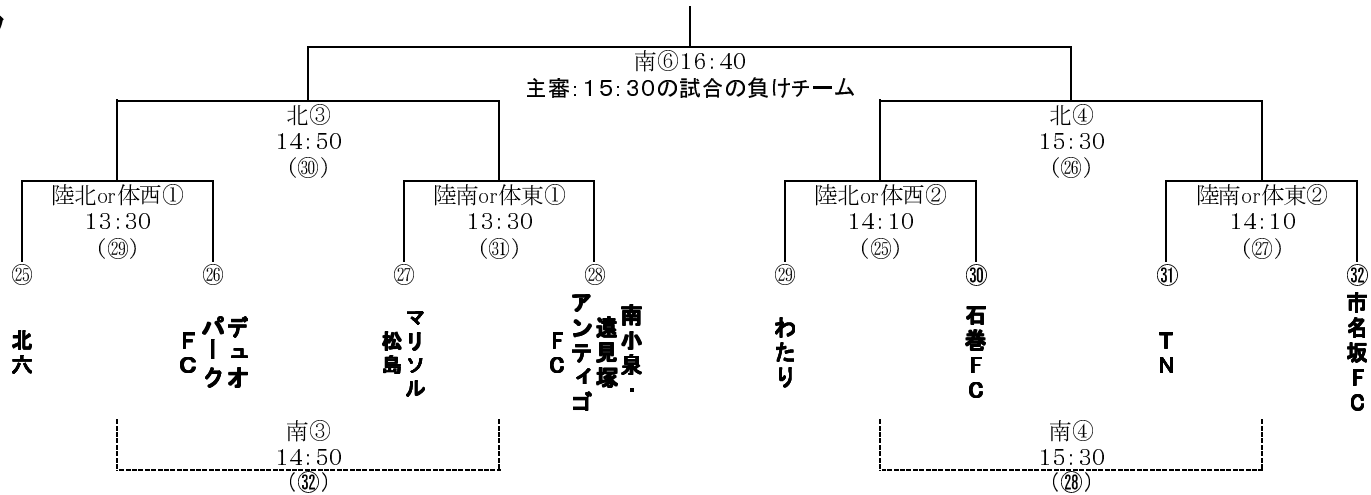 南⑥16:40
主審:15:30の試合の負けチーム
北③
14:50
(㉚)
北④
15:30
(㉖)
陸北or体西①
13:30
(㉙)
陸南or体東①
13:30
(㉛)
陸北or体西②
14:10
(㉕)
陸南or体東②
14:10
(㉗)
㉕
北六
㉖
デュオ
パーク
FC
㉗
マリソル
松島
㉘
南小泉・
遠見塚
アンティゴ
FC
㉙
わたり
㉚
石巻FC
㉛
TN
㉜
市名坂FC
南③
14:50
(㉜)
南④
15:30
(㉘)